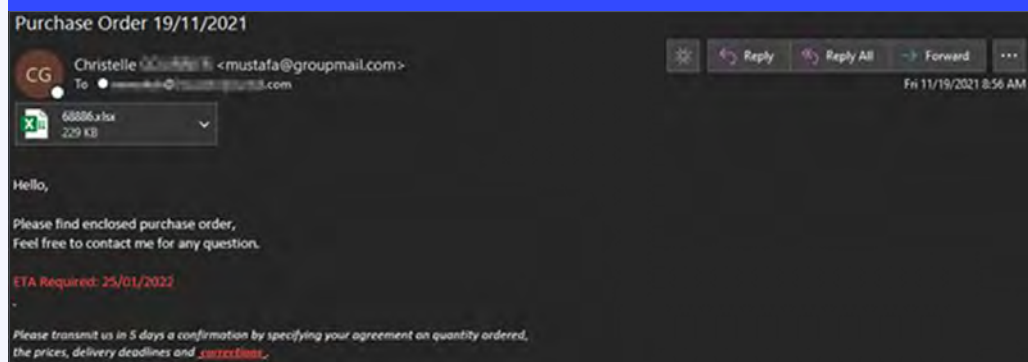 Purchase Order 19/11/2021
CG
Christelle <mustafa@groupmail.com>
To .com
Reply
Reply All
Forward
...
Fri 11/19/2021 8:56 AM
68886.xlsx
229 KB
Hello,
Please find enclosed purchase order,
Feel free to contact me for any question.
ETA Required: 25/01/2022
.
Please transmit us in 5 days a confirmation by specifying your agreement on quantity ordered,
the prices, delivery deadlines and corrections .